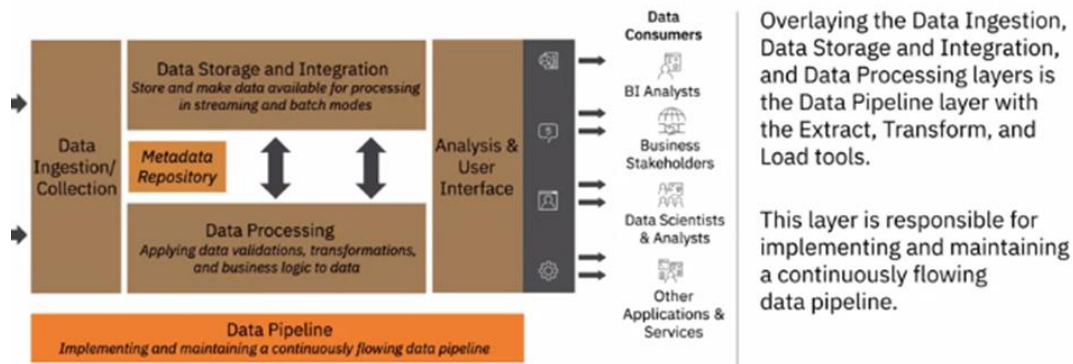 Data Ingestion/
Collection
Data Storage and Integration
Store and make data available for processing
in streaming and batch modes
Metadata
Repository
Data Processing
Applying data validations, transformations,
and business logic to data
Analysis &
User
Interface
Data Pipeline
Implementing and maintaining a continuously flowing data pipeline
Data
Consumers
BI Analysts
Business
Stakeholders
Data Scientists
& Analysts
Other
Applications &
Services
Overlaying the Data Ingestion,
Data Storage and Integration,
and Data Processing layers is
the Data Pipeline layer with
the Extract, Transform, and
Load tools.
This layer is responsible for
implementing and maintaining
a continuously flowing
data pipeline.